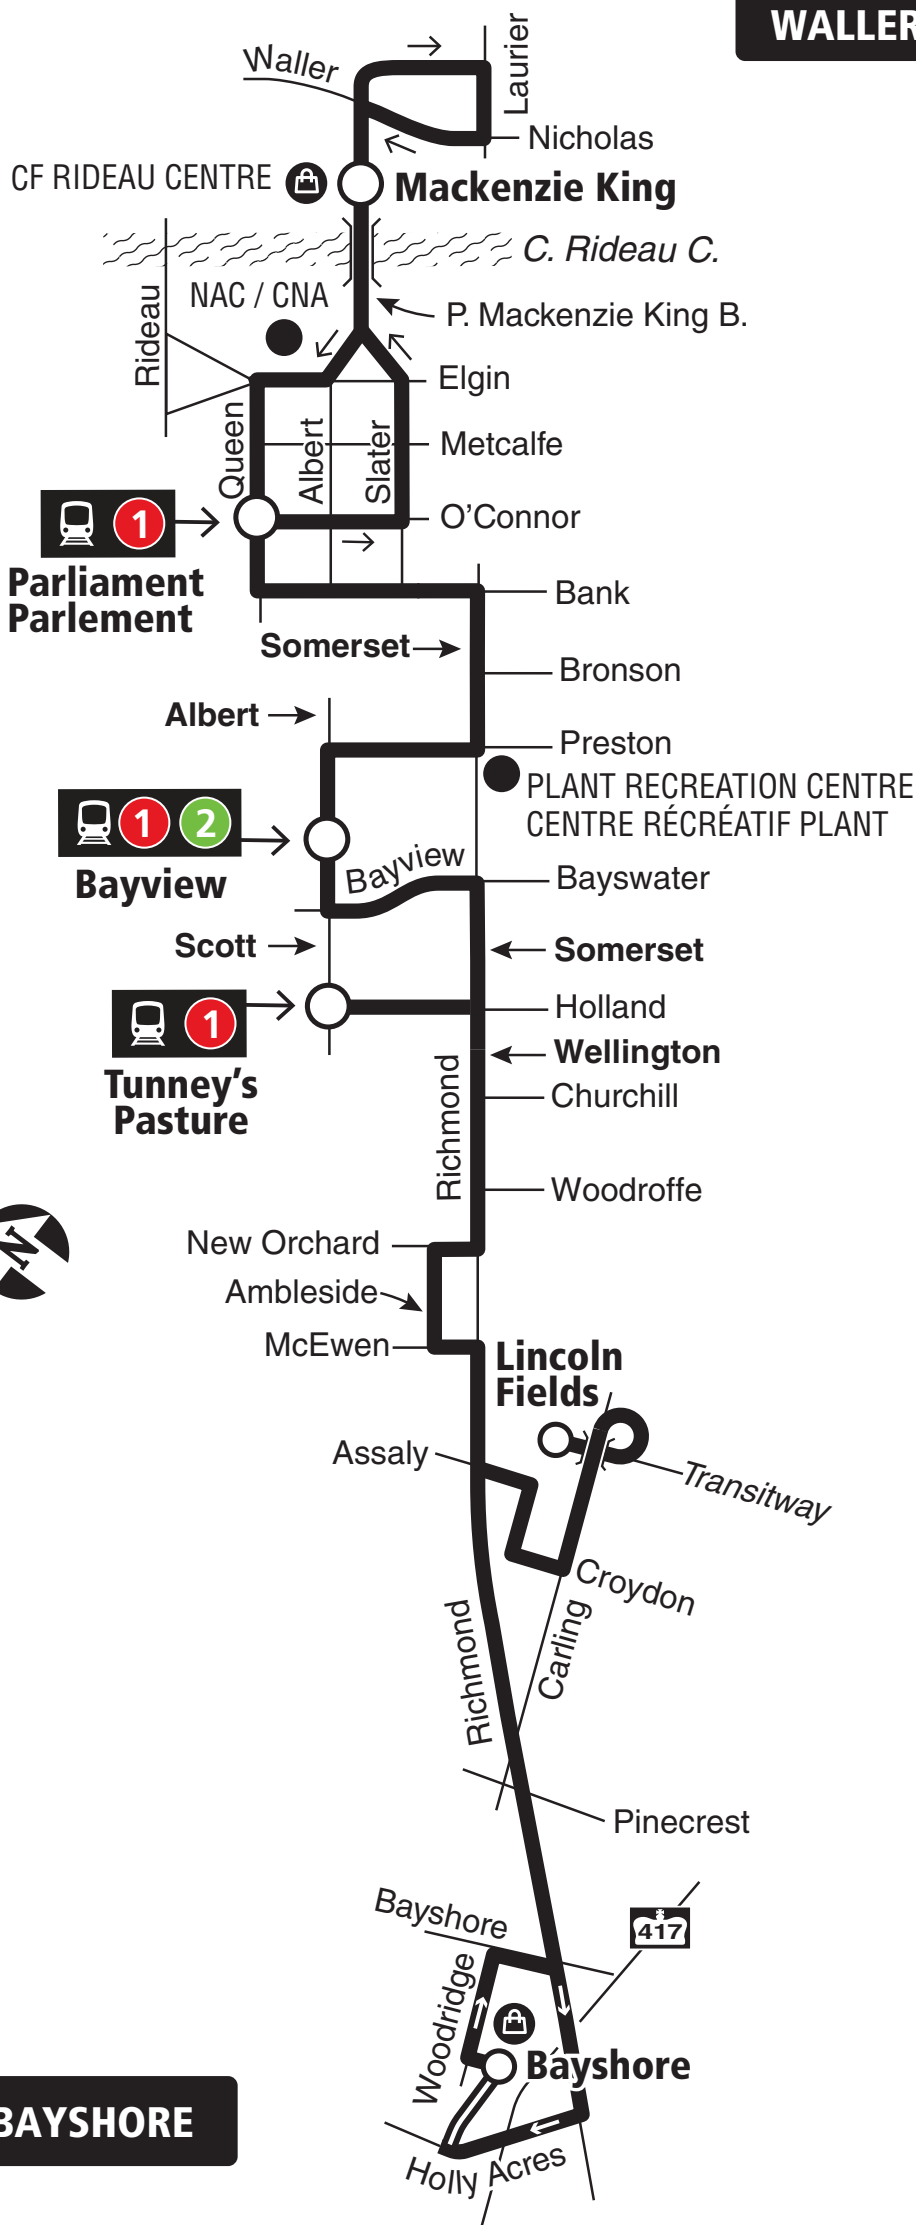 WALLER
Laurier
Waller
Nicholas
CF RIDEAU CENTRE
Mackenzie King
C. Rideau C.
NAC / CNA
Rideau
P. Mackenzie King B.
Elgin
Queen
Albert
Slater
Metcalfe
1
O'Connor
Parliament
Parlement
Bank
Somerset
Bronson
Albert
Preston
PLANT RECREATION CENTRE
CENTRE RÉCRÉATIF PLANT
1 2
Bayview
Bayview
Bayswater
Scott
Somerset
1
Holland
Tunney's
Pasture
Wellington
Richmond
Churchill
Woodroffe
N
New Orchard
Ambleside
McEwen
Lincoln
Fields
Assaly
Transitway
Croydon
Richmond
Carling
Pinecrest
Bayshore
417
Woodridge
Bayshore
BAYSHORE
Holly Acres